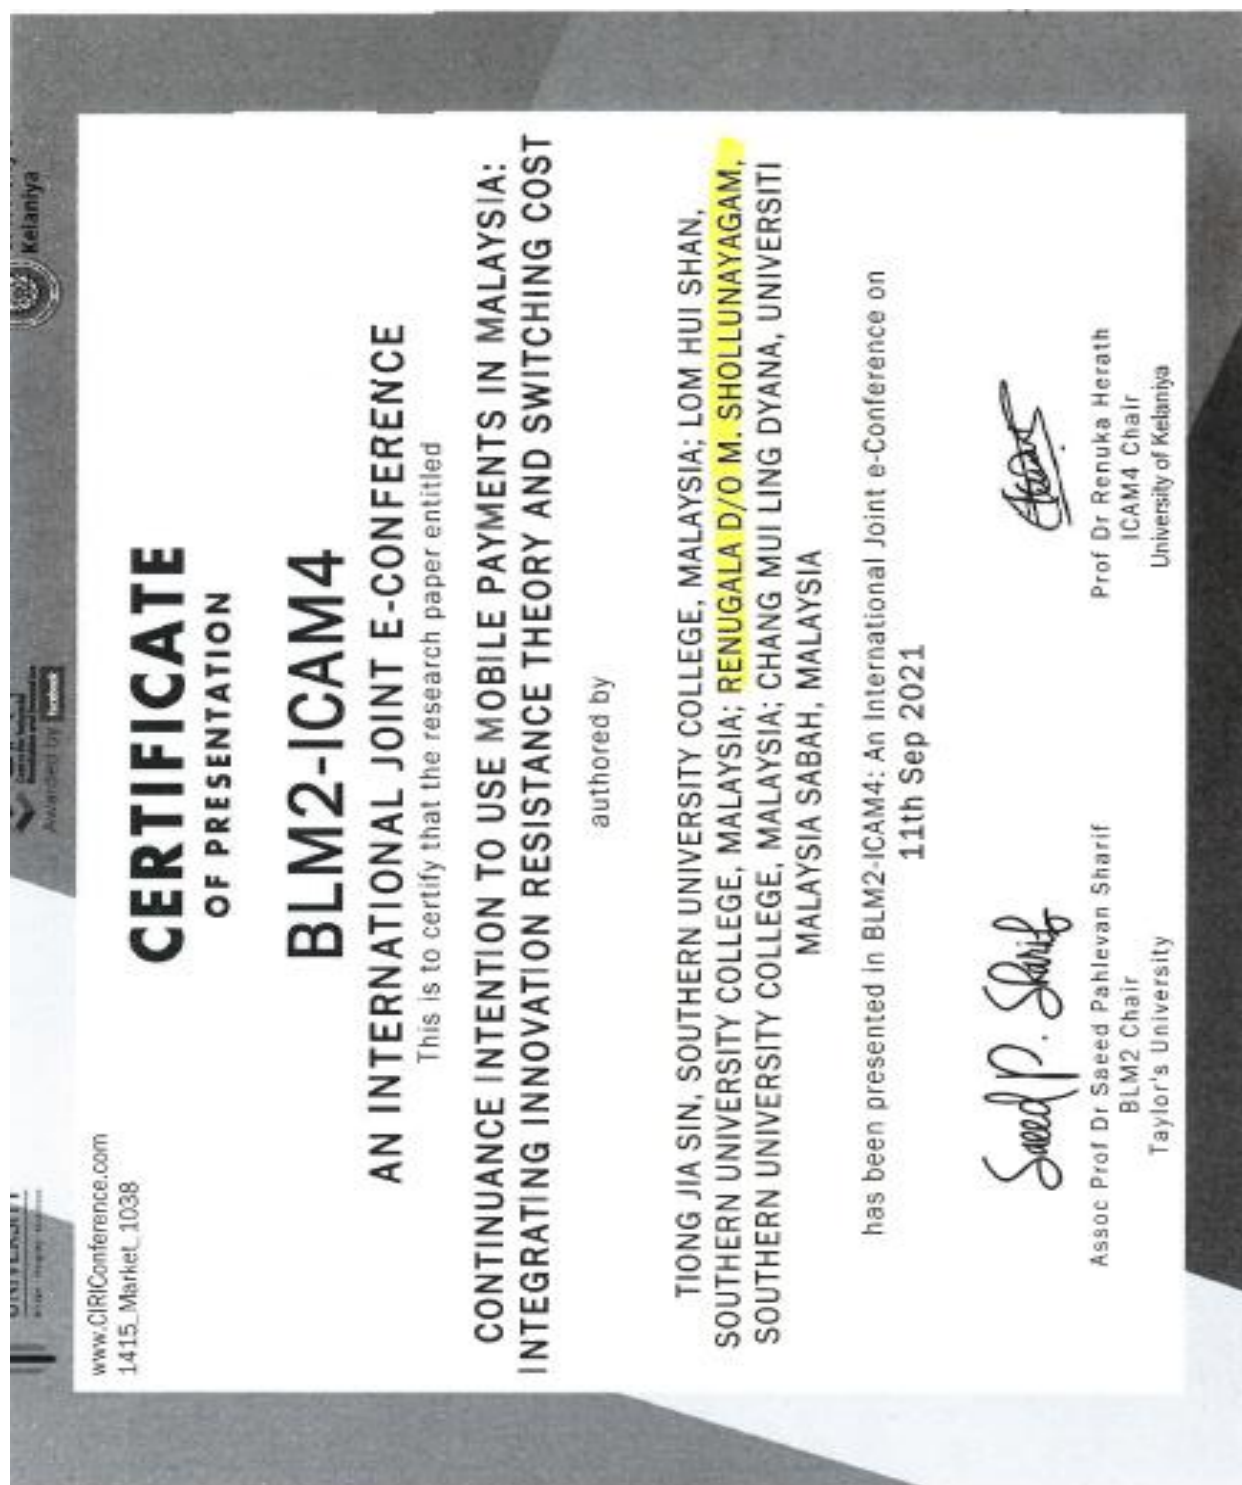 UNIVERSITY
Awarded by facebook
Kelaniya
www.CIRIConference.com
1415_Market_1038
CERTIFICATE
OF PRESENTATION
BLM2-ICAM4
AN INTERNATIONAL JOINT E-CONFERENCE
This is to certify that the research paper entitled
CONTINUANCE INTENTION TO USE MOBILE PAYMENTS IN MALAYSIA:
INTEGRATING INNOVATION RESISTANCE THEORY AND SWITCHING COST
authored by
TIONG JIA SIN, SOUTHERN UNIVERSITY COLLEGE, MALAYSIA; LOM HUI SHAN,
SOUTHERN UNIVERSITY COLLEGE, MALAYSIA; RENUGALA D/O M. SHOLLUNAYAGAM,
SOUTHERN UNIVERSITY COLLEGE, MALAYSIA; CHANG MUI LING DYANA, UNIVERSITI
MALAYSIA SABAH, MALAYSIA
has been presented in BLM2-ICAM4: An International Joint e-Conference on
11th Sep 2021
Saeed P. Sharif
Assoc Prof Dr Saeed Pahlevan Sharif
BLM2 Chair
Taylor's University
Prof Dr Renuka Herath
ICAM4 Chair
University of Kelaniya